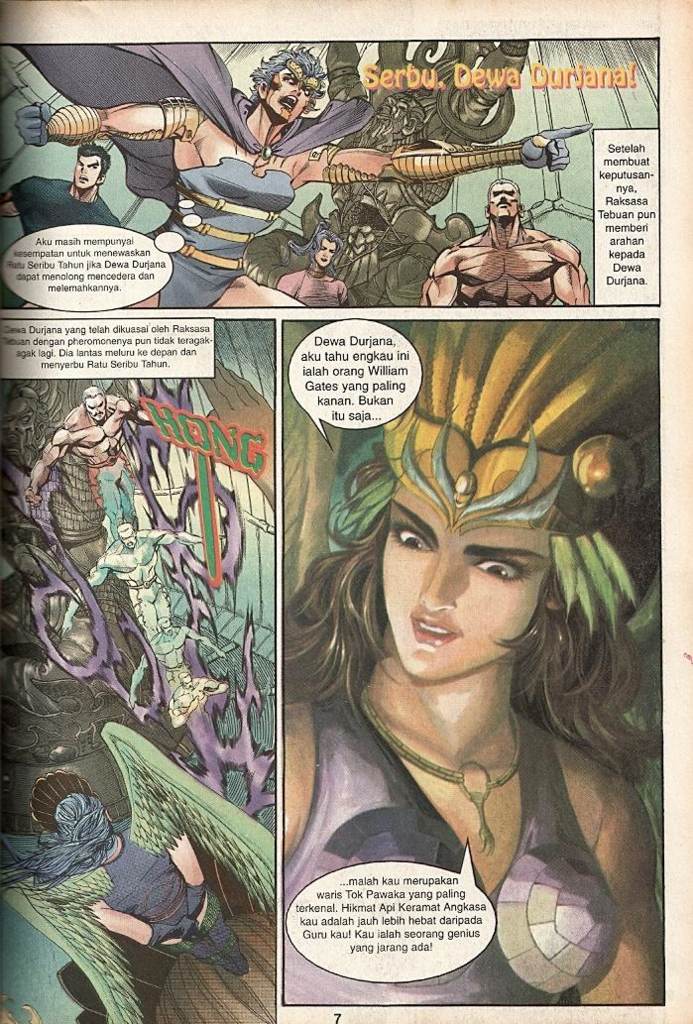 Serbu, Dewa Durjana!
Setelah
membuat
keputusan-
nya,
Raksasa
Tebuan pun
memberi
arahan
kepada
Dewa
Durjana.
Aku masih mempunyai
kesempatan untuk menewaskan
Ratu Seribu Tahun jika Dewa Durjana
dapat menolong mencedera dan
melemahkannya.
Dewa Durjana yang telah dikuasai oleh Raksasa
Tebuan dengan pheromonenya pun tidak teragak-
agak lagi. Dia lantas meluru ke depan dan
menyerbu Ratu Seribu Tahun.
HONG
Dewa Durjana,
aku tahu engkau ini
ialah orang William
Gates yang paling
kanan. Bukan
itu saja...
...malah kau merupakan
waris Tok Pawaka yang paling
terkenal. Hikmat Api Keramat Angkasa
kau adalah jauh lebih hebat daripada
Guru kau! Kau ialah seorang genius
yang jarang ada!
7